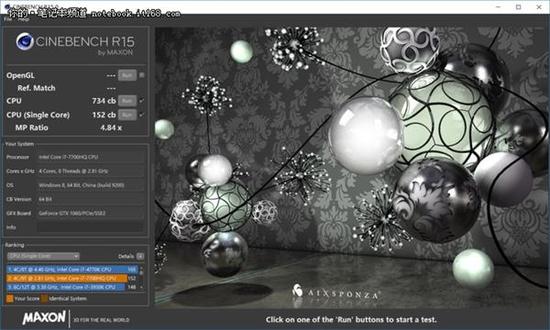 CINEBENCH R15
你的·笔记本频道 notebook.it168.com
File Help
CINEBENCH R15
by MAXON
OpenGL --- Run
Ref. Match ---
CPU 734 cb Run
CPU (Single Core) 152 cb Run
MP Ratio 4.84 x
Your System
Processor Intel Core i7-7700HQ CPU
Cores x GHz 4 Cores, 8 Threads @ 2.81 GHz
OS Windows 8, 64 Bit, China (build 9200)
CB Version 64 Bit
GFX Board GeForce GTX 1060/PCIe/SSE2
Info
Ranking
CPU (Single Core) Details
1. 4C/8T @ 4.40 GHz, Intel Core i7-4770K CPU 165
2. 4C/8T @ 2.81 GHz, Intel Core i7-7700HQ CPU 152
3. 6C/12T @ 3.30 GHz, Intel Core i7-3930K CPU 148
Your Score Identical System
AIXSPONZA
MAXON 3D FOR THE REAL WORLD
Click on one of the 'Run' buttons to start a test.